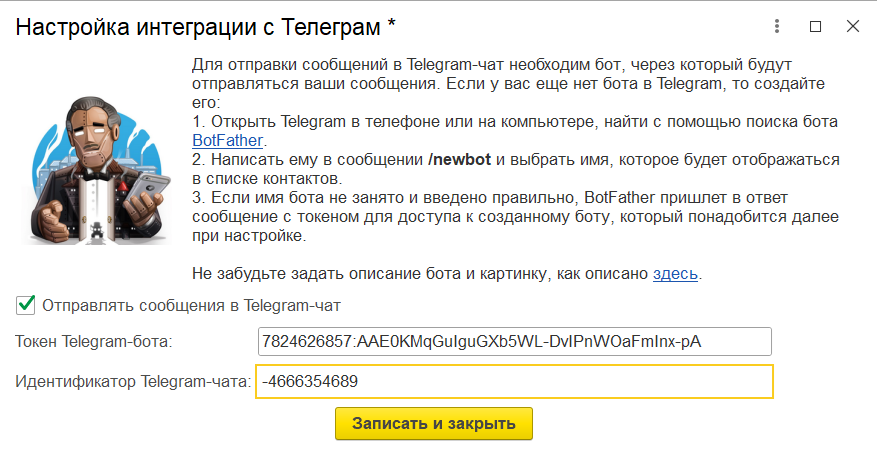 Настройка интеграции с Телеграм *
Для отправки сообщений в Telegram-чат необходим бот, через который будут
отправляться ваши сообщения. Если у вас еще нет бота в Telegram, то создайте
его:
1. Открыть Telegram в телефоне или на компьютере, найти с помощью поиска бота
BotFather.
2. Написать ему в сообщении /newbot и выбрать имя, которое будет отображаться
в списке контактов.
3. Если имя бота не занято и введено правильно, BotFather пришлет в ответ
сообщение с токеном для доступа к созданному боту, который понадобится далее
при настройке.
Не забудьте задать описание бота и картинку, как описано здесь.
Отправлять сообщения в Telegram-чат
Токен Telegram-бота: 7824626857:AAE0KMqGuIguGXb5WL-DvIPnWOaFmInx-pA
Идентификатор Telegram-чата: -4666354689
Записать и закрыть